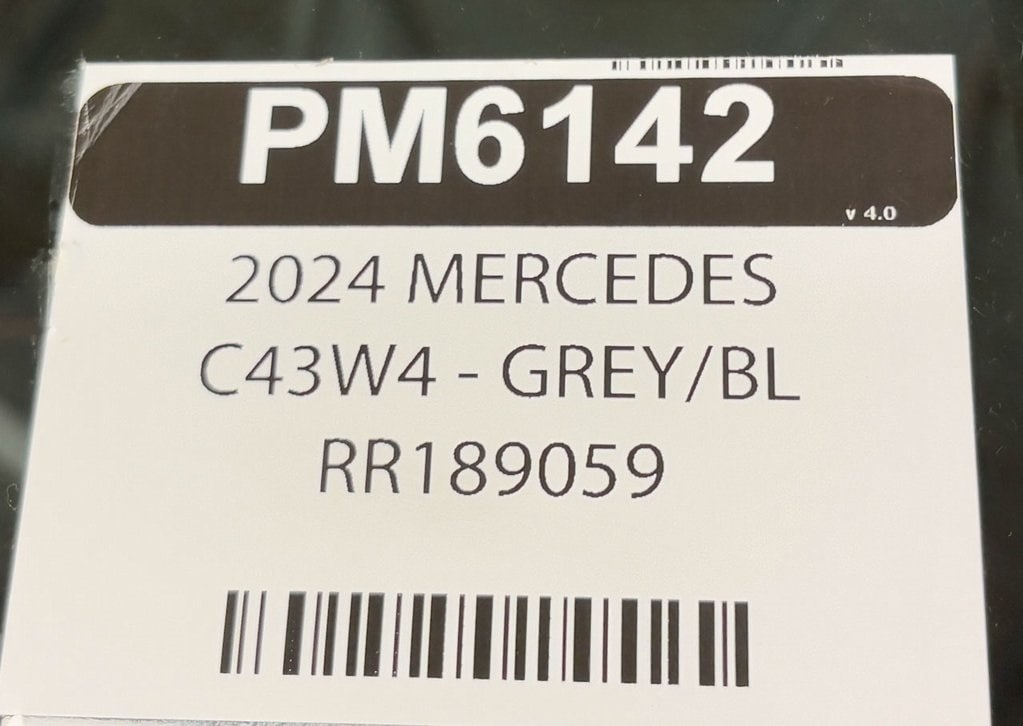 PM6142
v 4.0
2024 MERCEDES
C43W4 - GREY/BL
RR189059